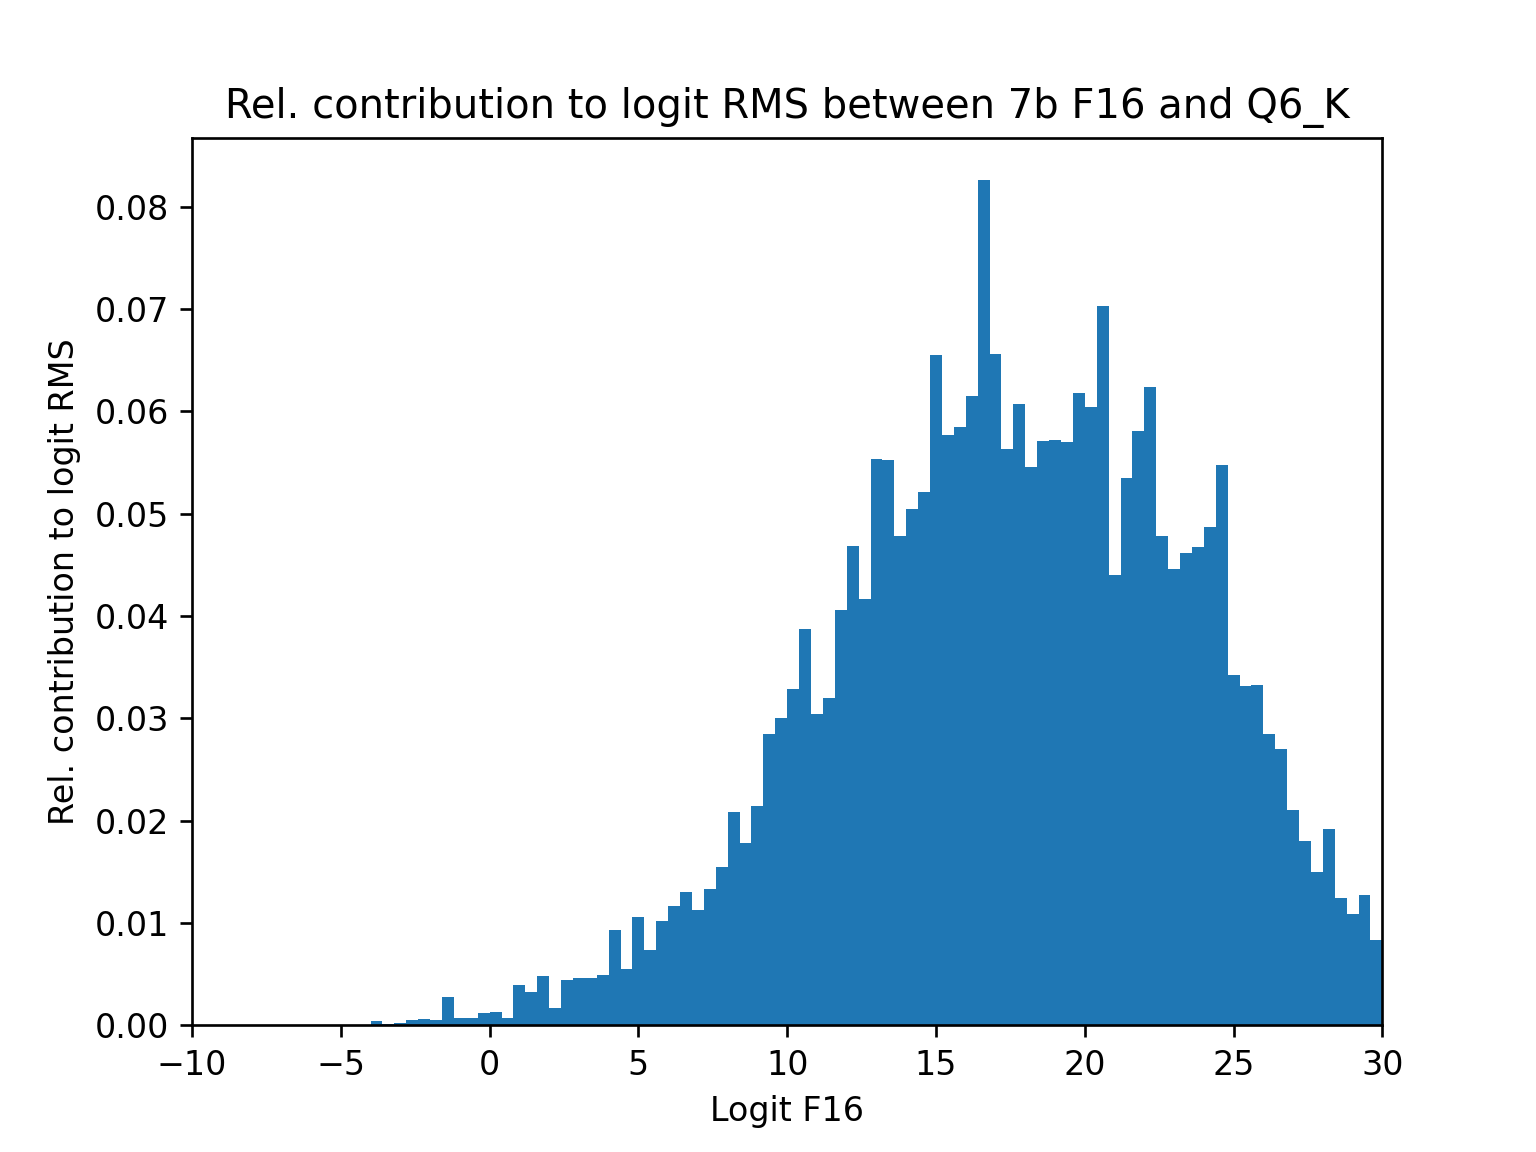 Rel. contribution to logit RMS between 7b F16 and Q6_K
Rel. contribution to logit RMS
0.08
0.07
0.06
0.05
0.04
0.03
0.02
0.01
0.00
−10 −5 0 5 10 15 20 25 30
Logit F16